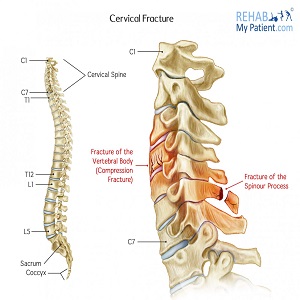 Cervical Fracture
REHAB
My Patient.com
C1
C7
T1
Cervical Spine
T12
L1
L5
Sacrum
Coccyx
C1
Fracture of the
Vertebral Body
(Compression
Fracture)
Fracture of the
Spinour Process
C7